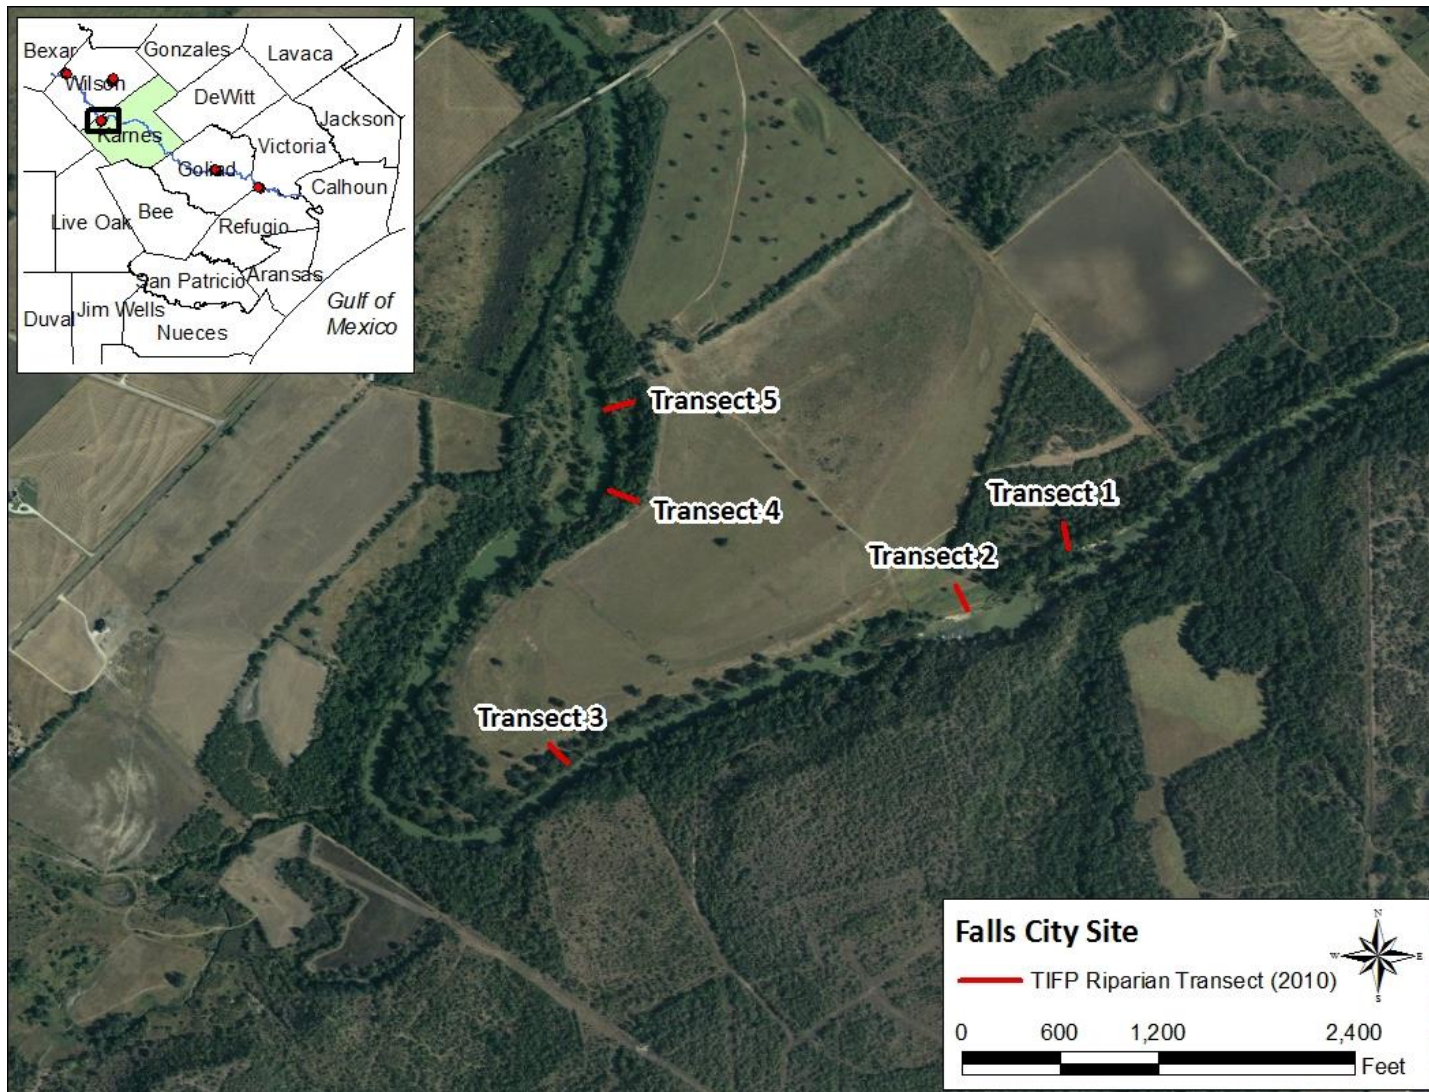 Bexar
Gonzales
Lavaca
Wilson
DeWitt
Jackson
Karnes
Victoria
Goliad
Calhoun
Bee
Live Oak
Refugio
San Patricio
Aransas
Jim Wells
Duval
Nueces
Gulf of
Mexico
Transect 5
Transect 4
Transect 1
Transect 2
Transect 3
Falls City Site
N
W E
S
TIFP Riparian Transect (2010)
0 600 1,200 2,400
Feet